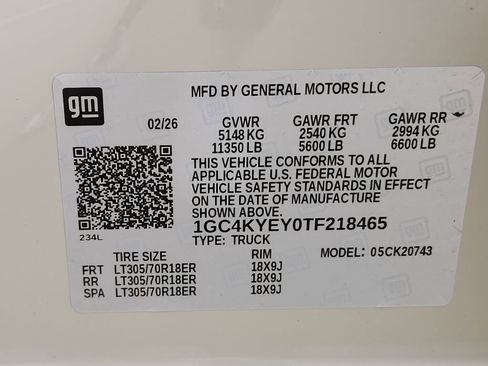 gm
MFD BY GENERAL MOTORS LLC
02/26 GVWR GAWR FRT GAWR RR
5148 KG 2540 KG 2994 KG
11350 LB 5600 LB 6600 LB
THIS VEHICLE CONFORMS TO ALL
APPLICABLE U.S. FEDERAL MOTOR
VEHICLE SAFETY STANDARDS IN EFFECT
ON THE DATE OF MANUFACTURE
SHOWN ABOVE.
234L
1GC4KYEY0TF218465
TYPE: TRUCK MODEL: 05CK20743
TIRE SIZE RIM
FRT LT305/70R18ER 18X9J
RR LT305/70R18ER 18X9J
SPA LT305/70R18ER 18X9J